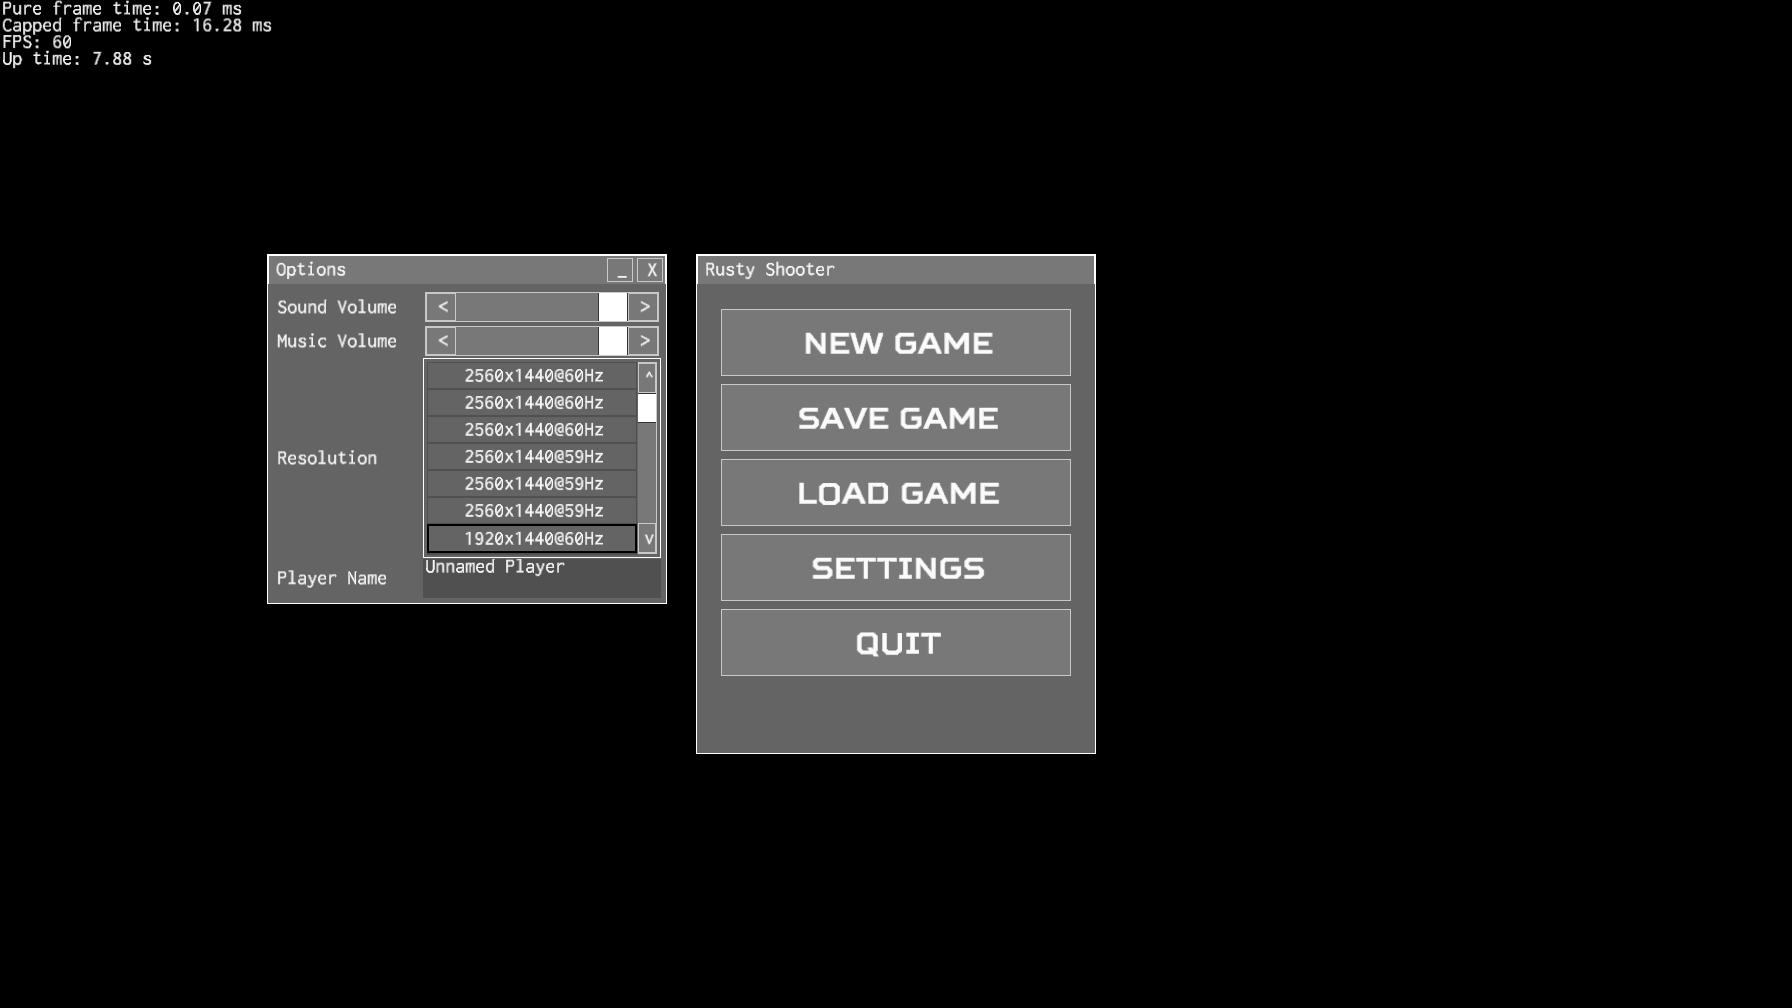 Pure frame time: 0.07 ms
Capped frame time: 16.28 ms
FPS: 60
Up time: 7.88 s
Options _ X
Sound Volume < >
Music Volume < >
Resolution
2560x1440@60Hz ^
2560x1440@60Hz
2560x1440@60Hz
2560x1440@59Hz
2560x1440@59Hz
2560x1440@59Hz
1920x1440@60Hz v
Player Name Unnamed Player
Rusty Shooter
NEW GAME
SAVE GAME
LOAD GAME
SETTINGS
QUIT